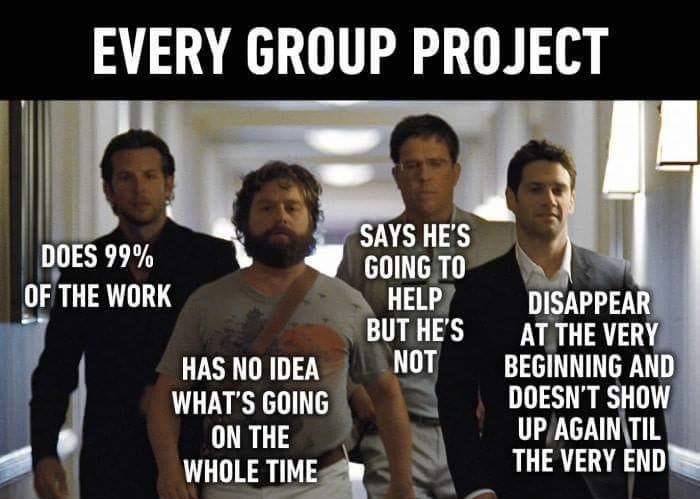 EVERY GROUP PROJECT
DOES 99%
OF THE WORK
HAS NO IDEA
WHAT'S GOING
ON THE
WHOLE TIME
SAYS HE'S
GOING TO
HELP
BUT HE'S
NOT
DISAPPEAR
AT THE VERY
BEGINNING AND
DOESN'T SHOW
UP AGAIN TIL
THE VERY END